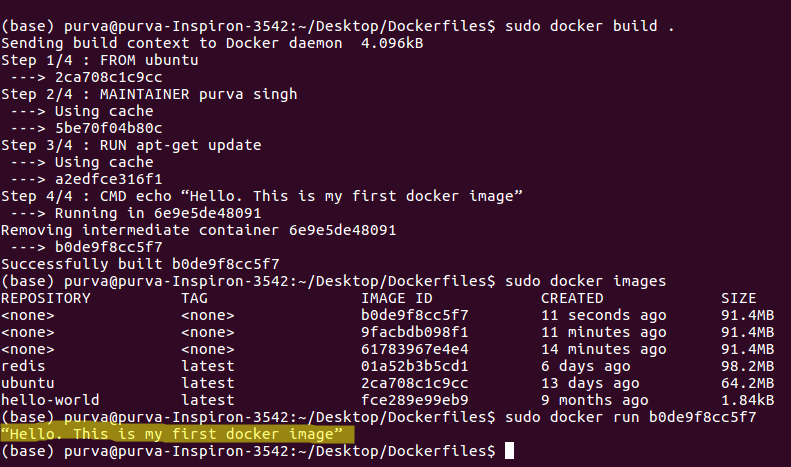 (base) purva@purva-Inspiron-3542:~/Desktop/Dockerfiles$ sudo docker build .
Sending build context to Docker daemon  4.096kB
Step 1/4 : FROM ubuntu
 ---> 2ca708c1c9cc
Step 2/4 : MAINTAINER purva singh
 ---> Using cache
 ---> 5be70f04b80c
Step 3/4 : RUN apt-get update
 ---> Using cache
 ---> a2edfce316f1
Step 4/4 : CMD echo “Hello. This is my first docker image”
 ---> Running in 6e9e5de48091
Removing intermediate container 6e9e5de48091
 ---> b0de9f8cc5f7
Successfully built b0de9f8cc5f7
(base) purva@purva-Inspiron-3542:~/Desktop/Dockerfiles$ sudo docker images
REPOSITORY          TAG                 IMAGE ID            CREATED             SIZE
<none>              <none>              b0de9f8cc5f7        11 seconds ago      91.4MB
<none>              <none>              9facbdb098f1        11 minutes ago      91.4MB
<none>              <none>              61783967e4e4        14 minutes ago      91.4MB
redis               latest              01a52b3b5cd1        6 days ago          98.2MB
ubuntu              latest              2ca708c1c9cc        13 days ago         64.2MB
hello-world         latest              fce289e99eb9        9 months ago        1.84kB
(base) purva@purva-Inspiron-3542:~/Desktop/Dockerfiles$ sudo docker run b0de9f8cc5f7
“Hello. This is my first docker image”
(base) purva@purva-Inspiron-3542:~/Desktop/Dockerfiles$